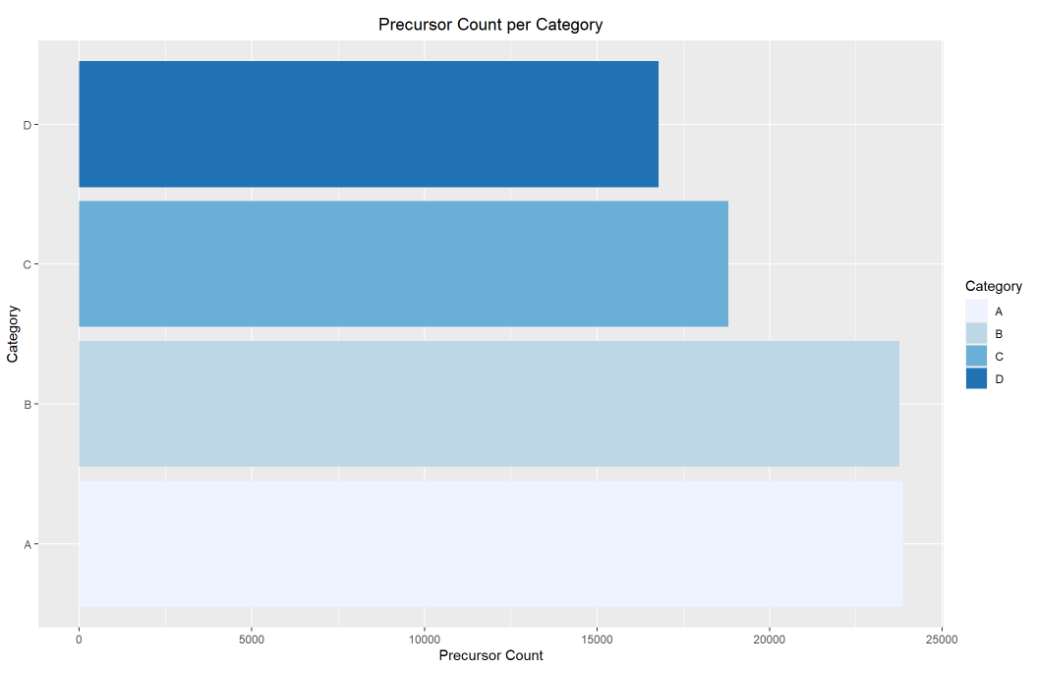 Precursor Count per Category
D
C
B
A
Category
0 5000 10000 15000 20000 25000
Precursor Count
Category
A
B
C
D